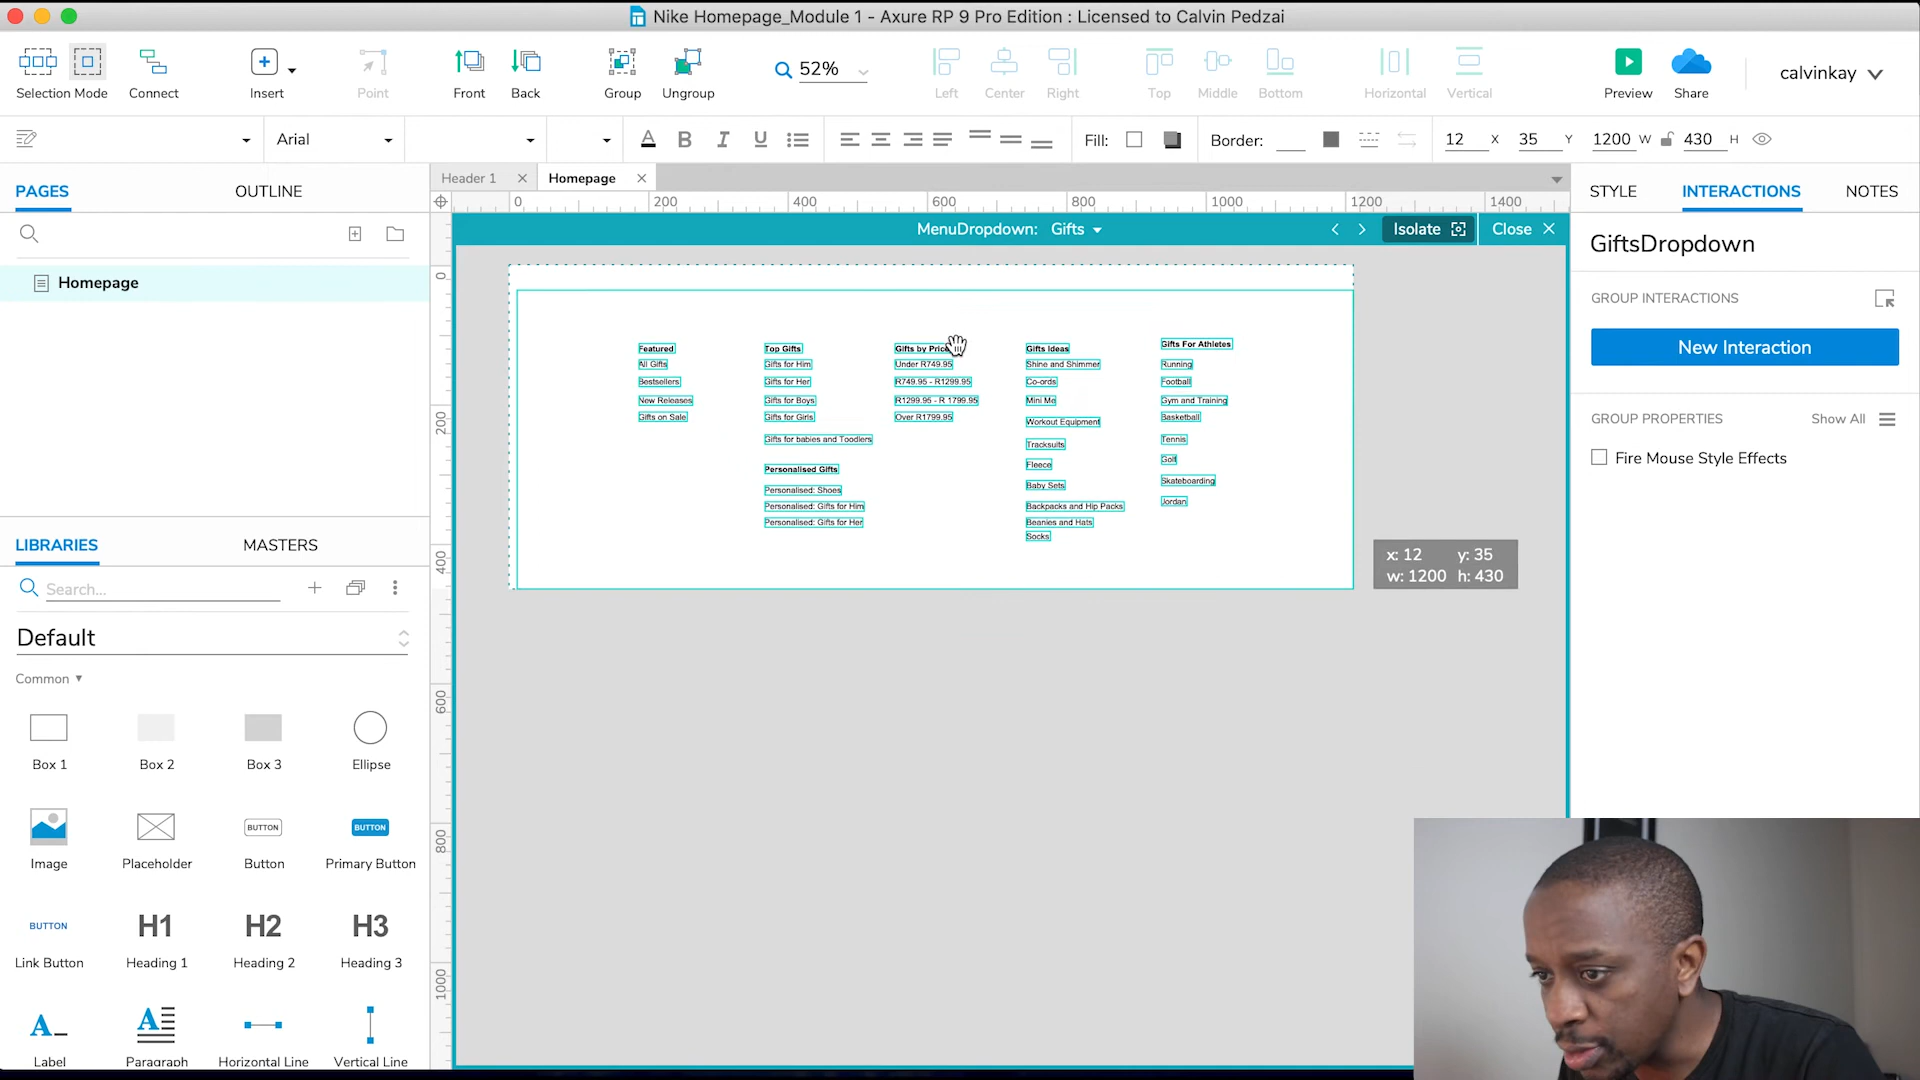 Nike Homepage_Module 1 - Axure RP 9 Pro Edition : Licensed to Calvin Pedzai
Selection Mode
Connect
Insert
Point
Front
Back
Group
Ungroup
52%
Left
Center
Right
Top
Middle
Bottom
Horizontal
Vertical
Preview
Share
calvinkay
Arial
Fill:
Border:
12 X 35 Y 1200 W 430 H
PAGES
OUTLINE
Header 1
Homepage
STYLE
INTERACTIONS
NOTES
0 200 400 600 800 1000 1200 1400
MenuDropdown: Gifts
Isolate
Close
0
200
400
600
800
1000
Homepage
Featured
All Gifts
Bestsellers
New Releases
Gifts on Sale
Top Gifts
Gifts for Him
Gifts for Her
Gifts for Boys
Gifts for Girls
Gifts for babies and Toodlers
Personalised Gifts
Personalised: Shoes
Personalised: Gifts for Him
Personalised: Gifts for Her
Gifts by Price
Under R749.95
R749.95 - R1299.95
R1299.95 - R 1799.95
Over R1799.95
Gifts Ideas
Shine and Shimmer
Co-ords
Mini Me
Workout Equipment
Tracksuits
Fleece
Baby Sets
Backpacks and Hip Packs
Beanies and Hats
Socks
Gifts For Athletes
Running
Football
Gym and Training
Basketball
Tennis
Golf
Skateboarding
Jordan
x: 12 y: 35
w: 1200 h: 430
GiftsDropdown
GROUP INTERACTIONS
New Interaction
GROUP PROPERTIES
Show All
Fire Mouse Style Effects
LIBRARIES
MASTERS
Search...
Default
Common
Box 1
Box 2
Box 3
Ellipse
Image
Placeholder
BUTTON
Button
BUTTON
Primary Button
BUTTON
Link Button
H1
Heading 1
H2
Heading 2
H3
Heading 3
A
Label
A
Paragraph
Horizontal Line
Vertical Line